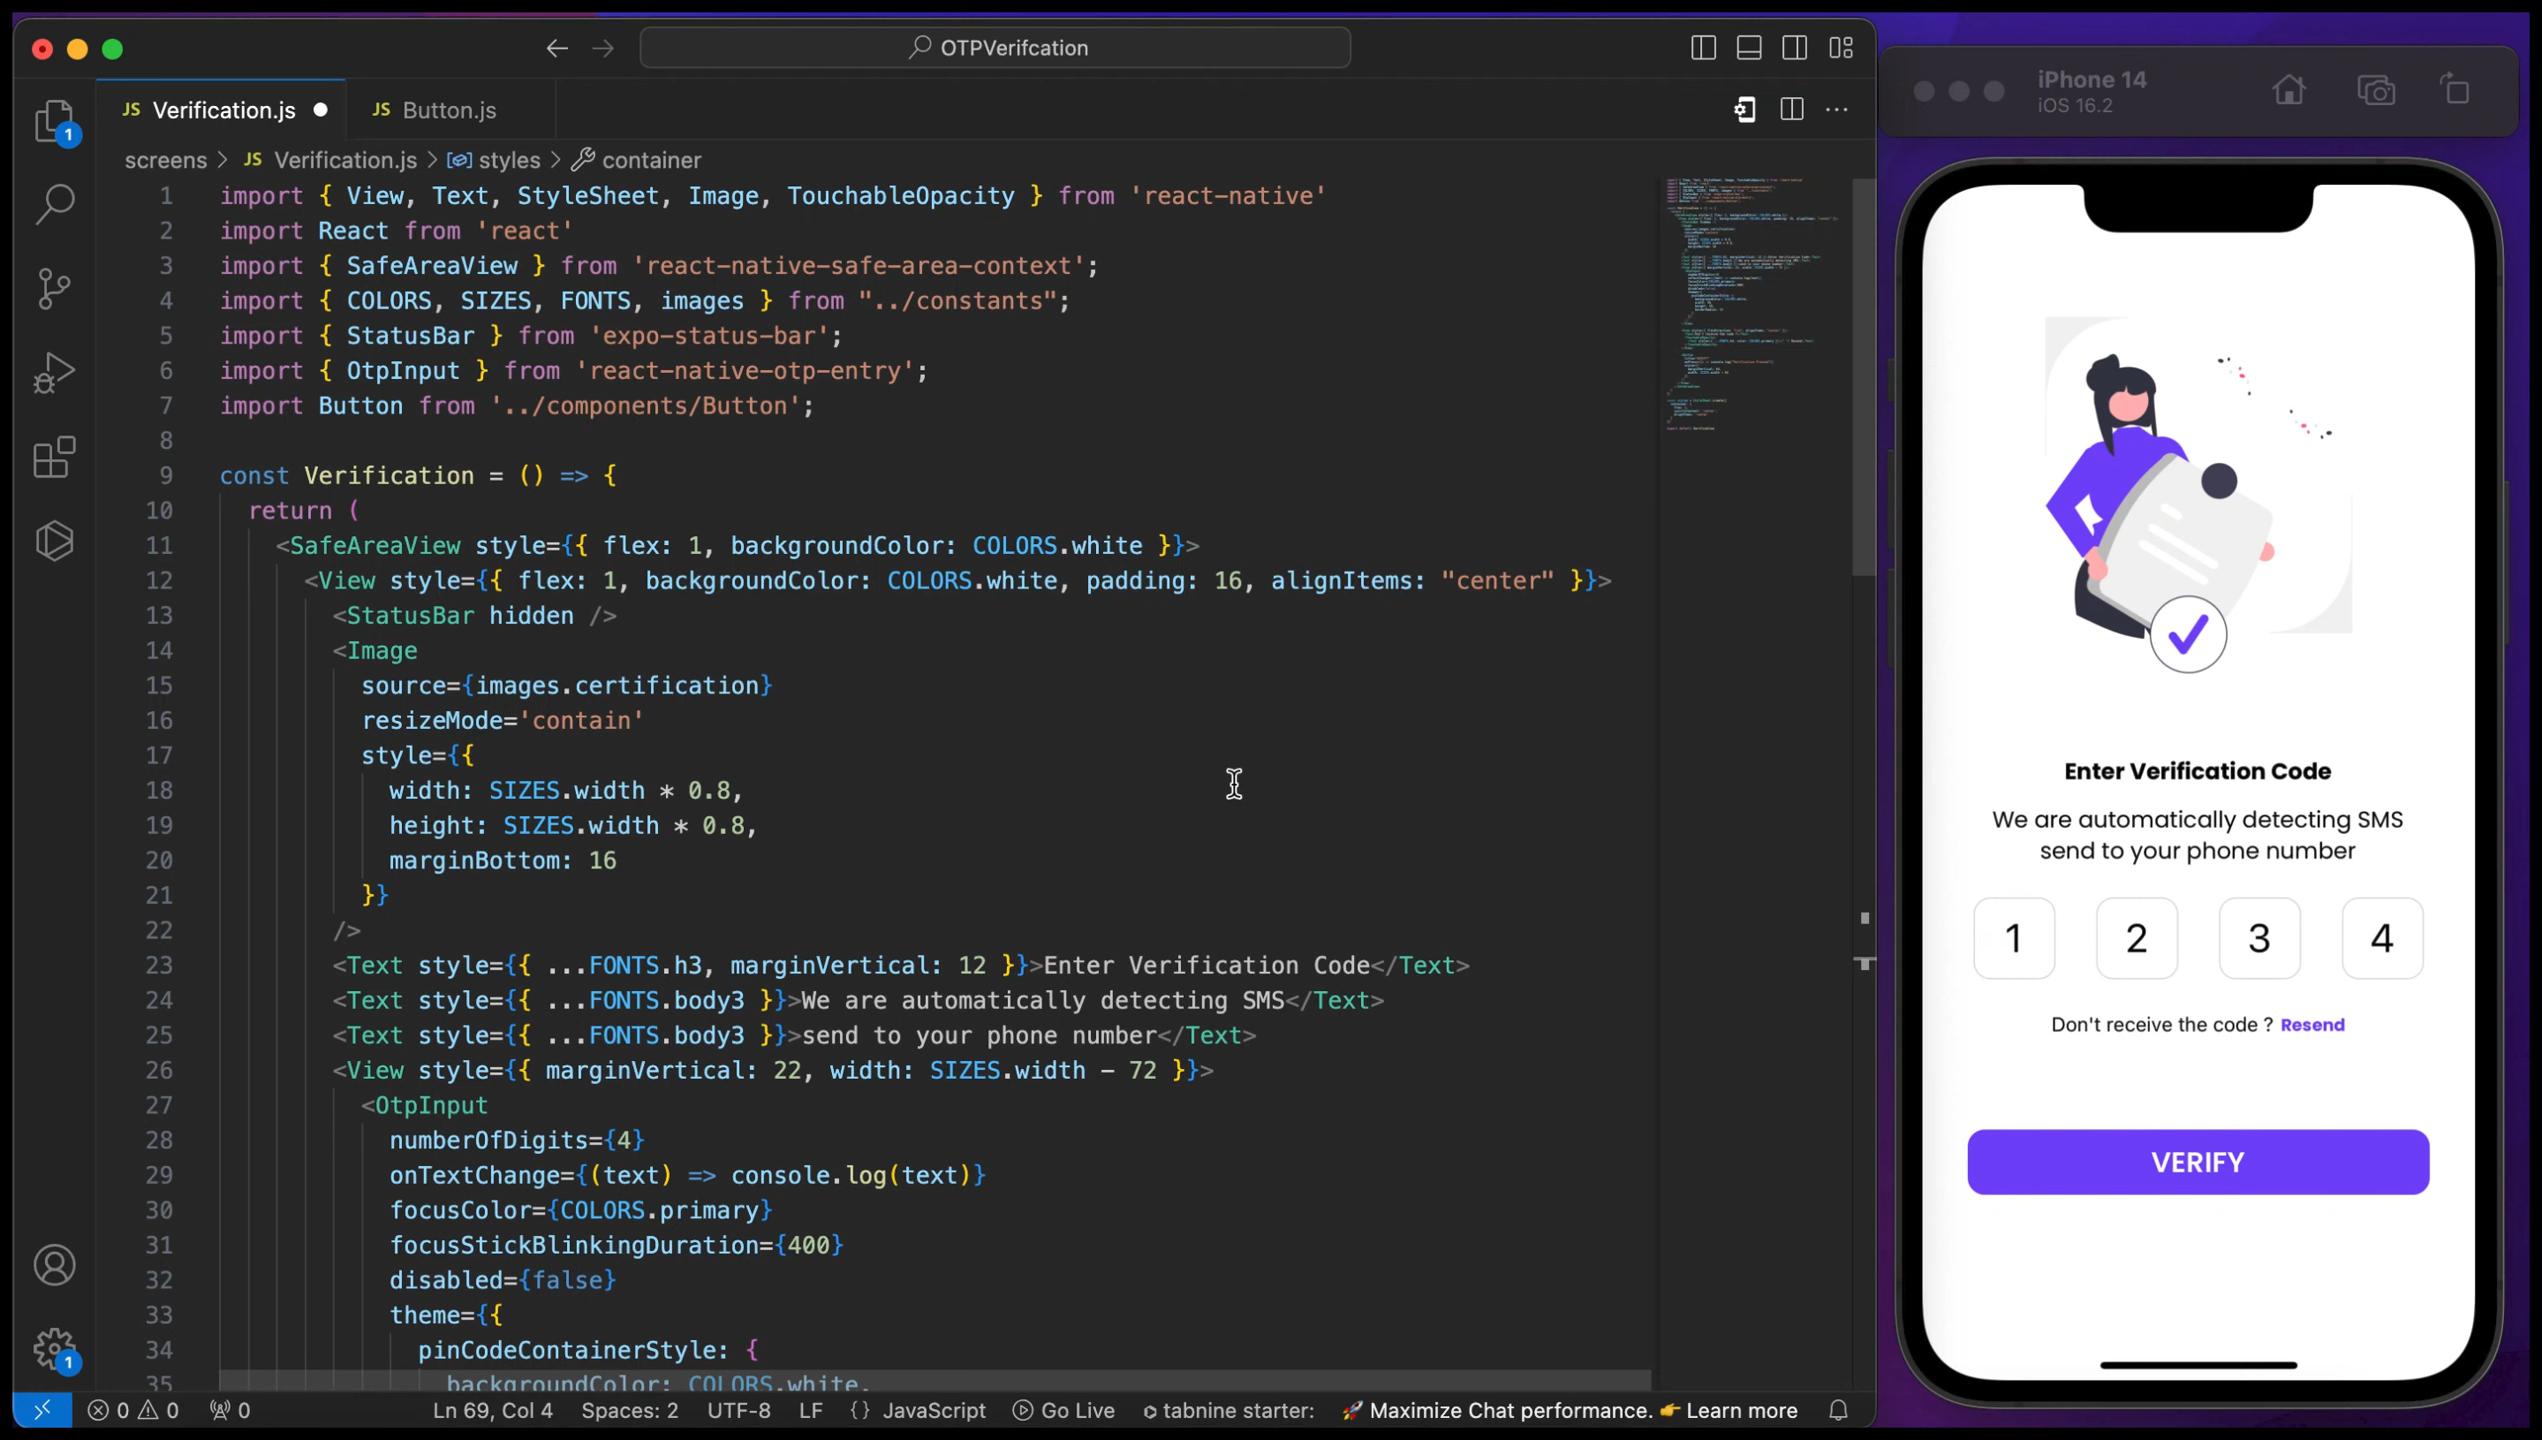 OTPVerifcation
JS Verification.js
JS Button.js
screens > JS Verification.js > styles > container
1 import { View, Text, StyleSheet, Image, TouchableOpacity } from 'react-native'
2 import React from 'react'
3 import { SafeAreaView } from 'react-native-safe-area-context';
4 import { COLORS, SIZES, FONTS, images } from "../constants";
5 import { StatusBar } from 'expo-status-bar';
6 import { OtpInput } from 'react-native-otp-entry';
7 import Button from '../components/Button';
8
9 const Verification = () => {
10 return (
11 <SafeAreaView style={{ flex: 1, backgroundColor: COLORS.white }}>
12 <View style={{ flex: 1, backgroundColor: COLORS.white, padding: 16, alignItems: "center" }}>
13 <StatusBar hidden />
14 <Image
15 source={images.certification}
16 resizeMode='contain'
17 style={{
18 width: SIZES.width * 0.8,
19 height: SIZES.width * 0.8,
20 marginBottom: 16
21 }}
22 />
23 <Text style={{ ...FONTS.h3, marginVertical: 12 }}>Enter Verification Code</Text>
24 <Text style={{ ...FONTS.body3 }}>We are automatically detecting SMS</Text>
25 <Text style={{ ...FONTS.body3 }}>send to your phone number</Text>
26 <View style={{ marginVertical: 22, width: SIZES.width - 72 }}>
27 <OtpInput
28 numberOfDigits={4}
29 onTextChange={(text) => console.log(text)}
30 focusColor={COLORS.primary}
31 focusStickBlinkingDuration={400}
32 disabled={false}
33 theme={{
34 pinCodeContainerStyle: {
35 backgroundColor: COLORS.white,
1
1
0 0 0
Ln 69, Col 4 Spaces: 2 UTF-8 LF {} JavaScript Go Live tabnine starter: 🚀 Maximize Chat performance. 👉 Learn more
iPhone 14
iOS 16.2
Enter Verification Code
We are automatically detecting SMS
send to your phone number
1 2 3 4
Don't receive the code ? Resend
VERIFY